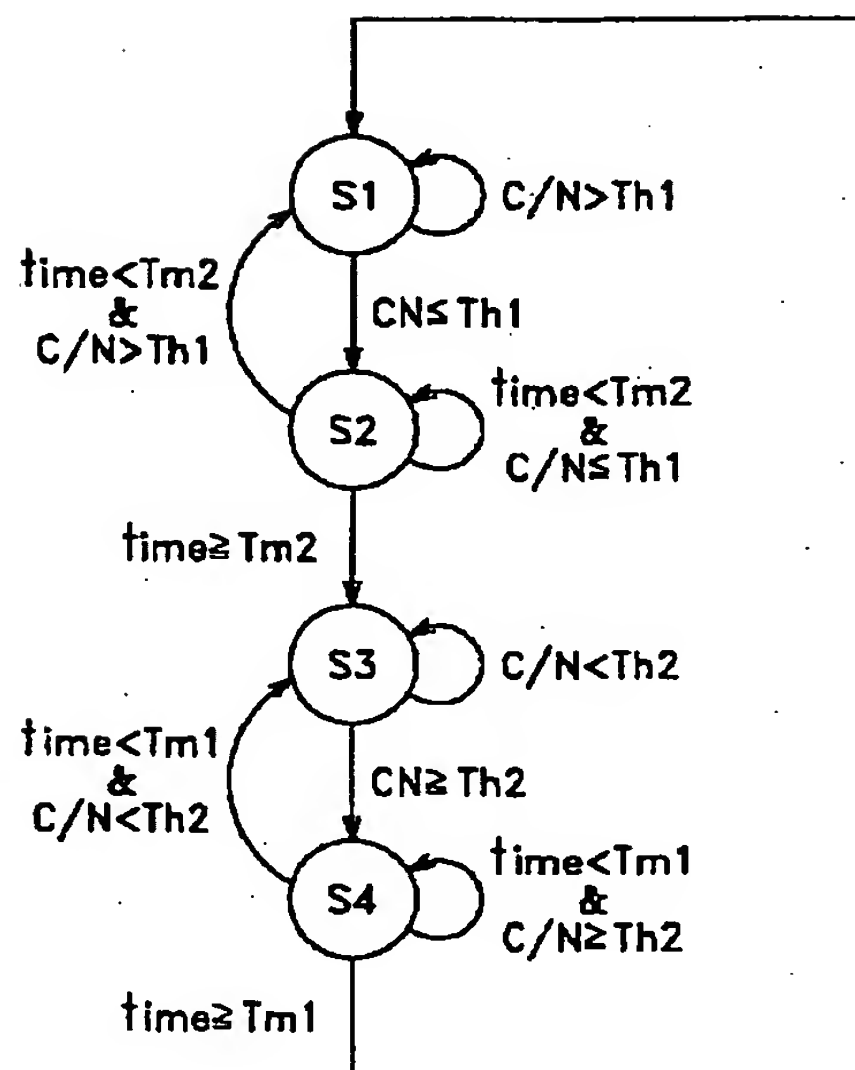 S1
C/N>Th1
time<Tm2
&
C/N>Th1
CN≦Th1
S2
time<Tm2
&
C/N≦Th1
time≧Tm2
S3
C/N<Th2
time<Tm1
&
C/N<Th2
CN≧Th2
S4
time<Tm1
&
C/N≧Th2
time≧Tm1